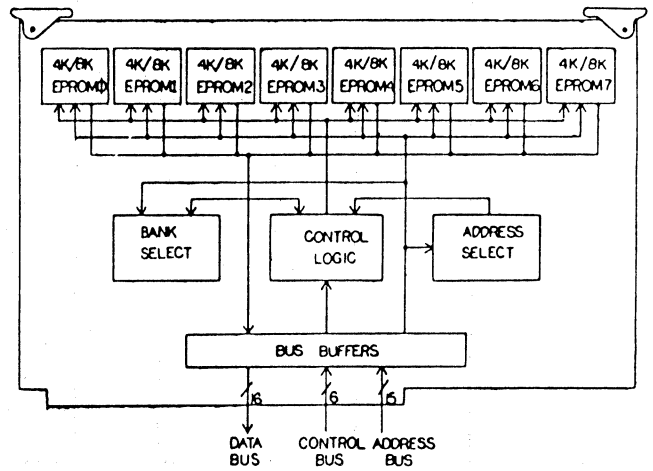 4K/8K
EPROMΦ
4K/8K
EPROM1
4K/8K
EPROM2
4K/8K
EPROM3
4K/8K
EPROM4
4K/8K
EPROM5
4K/8K
EPROM6
4K/8K
EPROM7
BANK
SELECT
CONTROL
LOGIC
ADDRESS
SELECT
BUS BUFFERS
16
6
15
DATA
BUS
CONTROL
BUS
ADDRESS
BUS